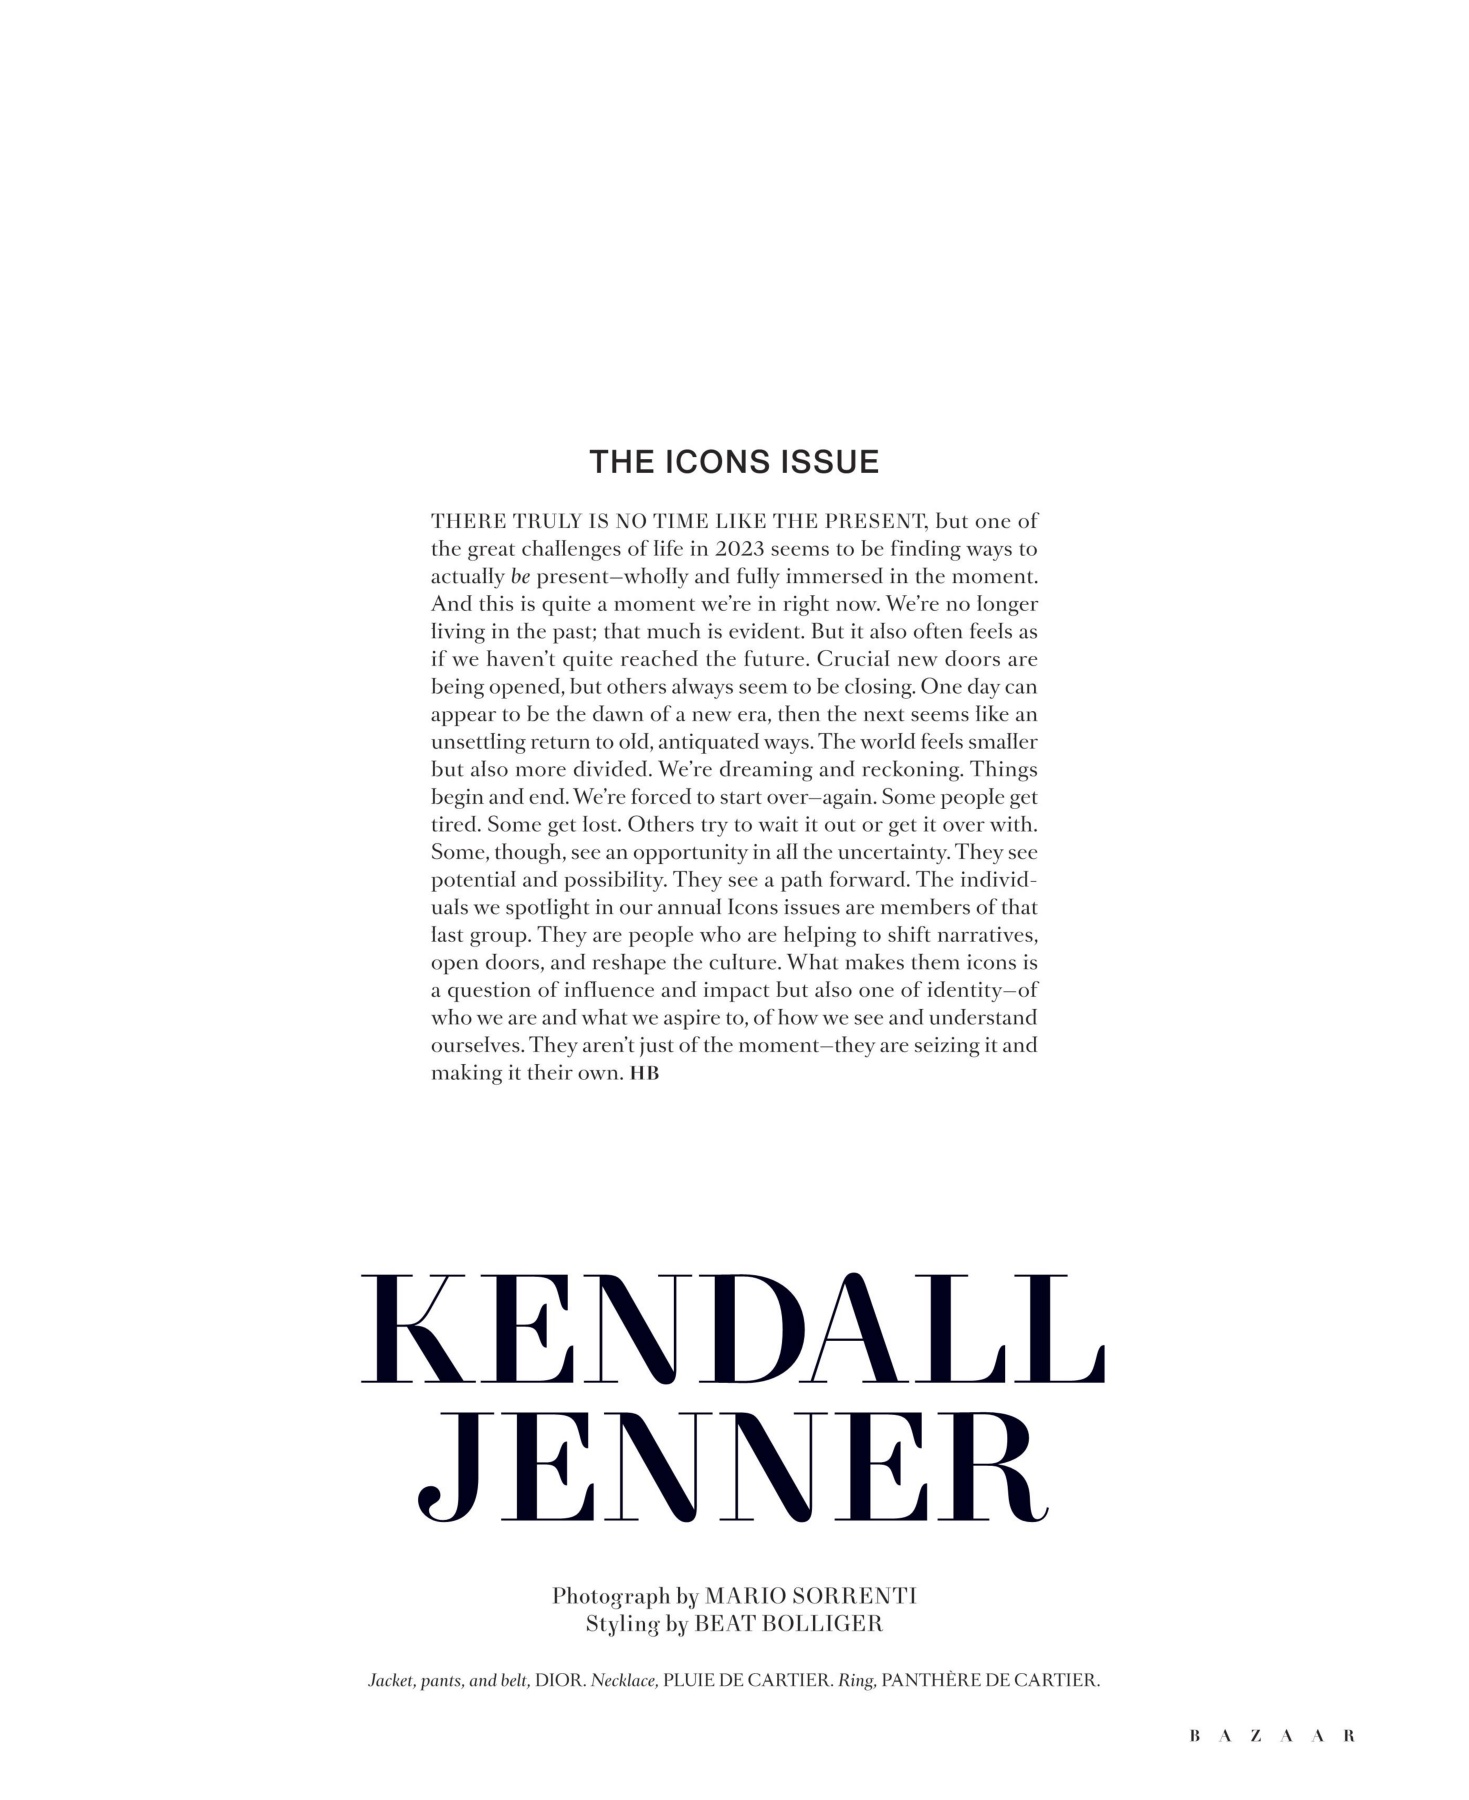 THE ICONS ISSUE
THERE TRULY IS NO TIME LIKE THE PRESENT, but one of
the great challenges of life in 2023 seems to be finding ways to
actually be present—wholly and fully immersed in the moment.
And this is quite a moment we’re in right now. We’re no longer
living in the past; that much is evident. But it also often feels as
if we haven’t quite reached the future. Crucial new doors are
being opened, but others always seem to be closing. One day can
appear to be the dawn of a new era, then the next seems like an
unsettling return to old, antiquated ways. The world feels smaller
but also more divided. We’re dreaming and reckoning. Things
begin and end. We’re forced to start over—again. Some people get
tired. Some get lost. Others try to wait it out or get it over with.
Some, though, see an opportunity in all the uncertainty. They see
potential and possibility. They see a path forward. The individ-
uals we spotlight in our annual Icons issues are members of that
last group. They are people who are helping to shift narratives,
open doors, and reshape the culture. What makes them icons is
a question of influence and impact but also one of identity—of
who we are and what we aspire to, of how we see and understand
ourselves. They aren’t just of the moment—they are seizing it and
making it their own. HB
KENDALL
JENNER
Photograph by MARIO SORRENTI
Styling by BEAT BOLLIGER
Jacket, pants, and belt, DIOR. Necklace, PLUIE DE CARTIER. Ring, PANTHÈRE DE CARTIER.
BAZAAR